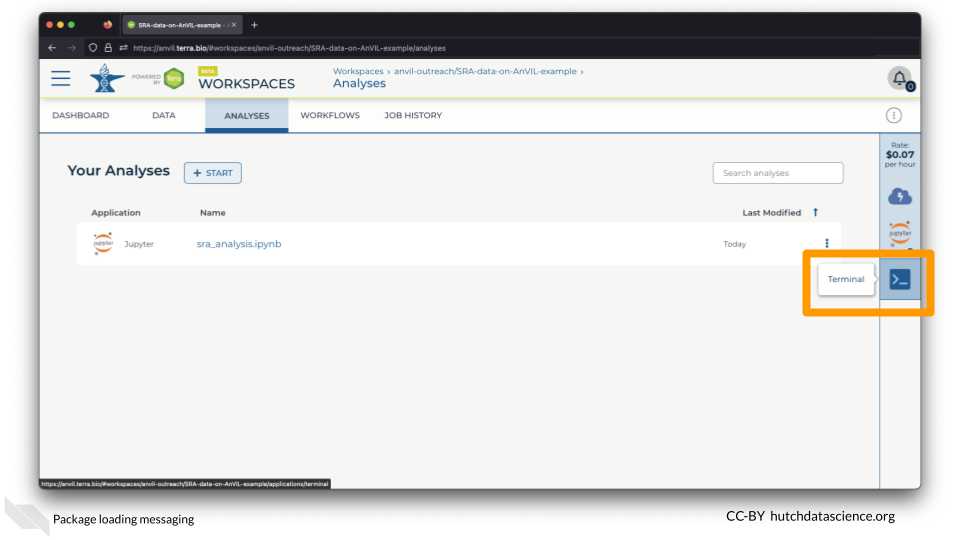 SRA-data-on-AnVIL-example -
https://anvil.terra.bio/#workspaces/anvil-outreach/SRA-data-on-AnVIL-example/analyses
POWERED BY Terra
BETA
WORKSPACES
Workspaces › anvil-outreach/SRA-data-on-AnVIL-example ›
Analyses
0
DASHBOARD DATA ANALYSES WORKFLOWS JOB HISTORY
Rate:
$0.07
per hour
Your Analyses + START Search analyses
Application Name Last Modified ↑
jupyter Jupyter sra_analysis.ipynb Today
jupyter
Terminal >_
https://anvil.terra.bio/#workspaces/anvil-outreach/SRA-data-on-AnVIL-example/applications/terminal
Package loading messaging
CC-BY hutchdatascience.org